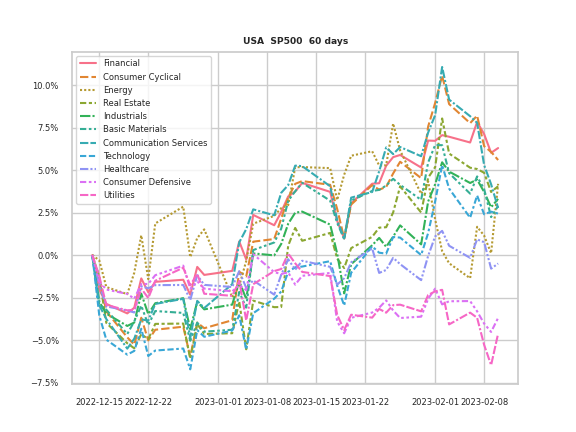 USA SP500 60 days
10.0%
7.5%
5.0%
2.5%
0.0%
−2.5%
−5.0%
−7.5%
Financial
Consumer Cyclical
Energy
Real Estate
Industrials
Basic Materials
Communication Services
Technology
Healthcare
Consumer Defensive
Utilities
2022-12-15 2022-12-22 2023-01-01 2023-01-08 2023-01-15 2023-01-22 2023-02-01 2023-02-08